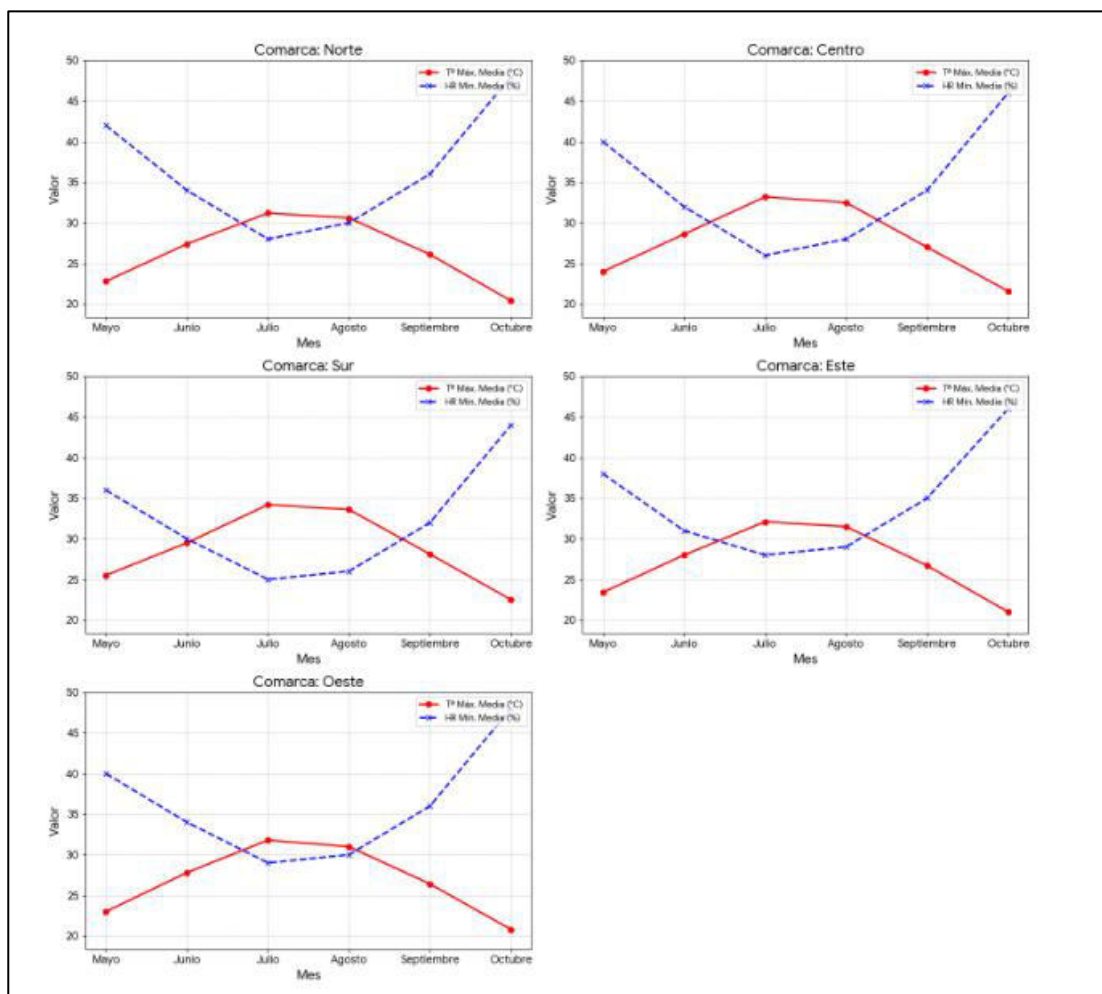 Comarca: Norte
50
45
40
35
30
25
20
Valor
Tª Máx. Media (°C)
HR Mín. Media (%)
Mayo Junio Julio Agosto Septiembre Octubre
Mes
Comarca: Centro
50
45
40
35
30
25
20
Valor
Tª Máx. Media (°C)
HR Mín. Media (%)
Mayo Junio Julio Agosto Septiembre Octubre
Mes
Comarca: Sur
50
45
40
35
30
25
20
Valor
Tª Máx. Media (°C)
HR Mín. Media (%)
Mayo Junio Julio Agosto Septiembre Octubre
Mes
Comarca: Este
50
45
40
35
30
25
20
Valor
Tª Máx. Media (°C)
HR Mín. Media (%)
Mayo Junio Julio Agosto Septiembre Octubre
Mes
Comarca: Oeste
50
45
40
35
30
25
20
Valor
Tª Máx. Media (°C)
HR Mín. Media (%)
Mayo Junio Julio Agosto Septiembre Octubre
Mes